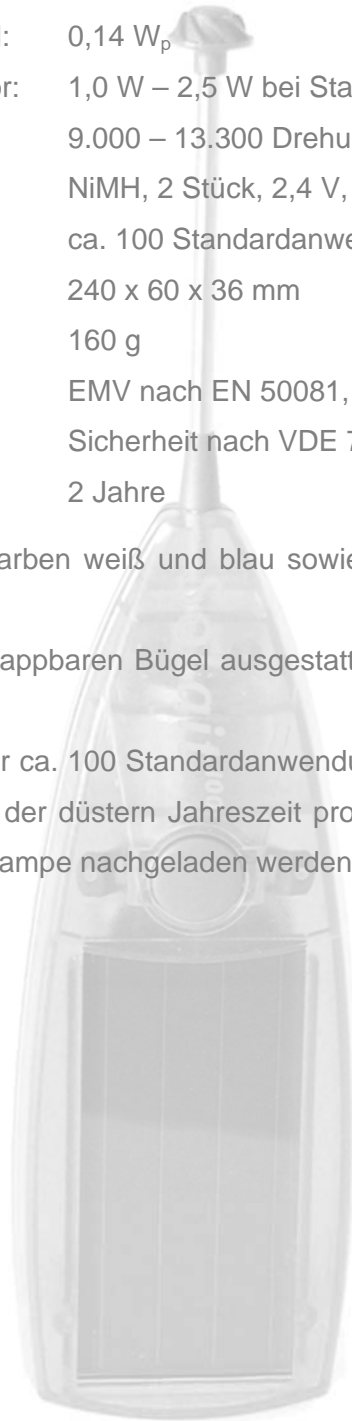 l: 0,14 Wp
or: 1,0 W – 2,5 W bei Sta
9.000 – 13.300 Drehu
NiMH, 2 Stück, 2,4 V,
ca. 100 Standardanwe
240 x 60 x 36 mm
160 g
EMV nach EN 50081,
Sicherheit nach VDE 7
2 Jahre
arben weiß und blau sowie
appbaren Bügel ausgestatt
r ca. 100 Standardanwendu
der düstern Jahreszeit pro
ampe nachgeladen werden